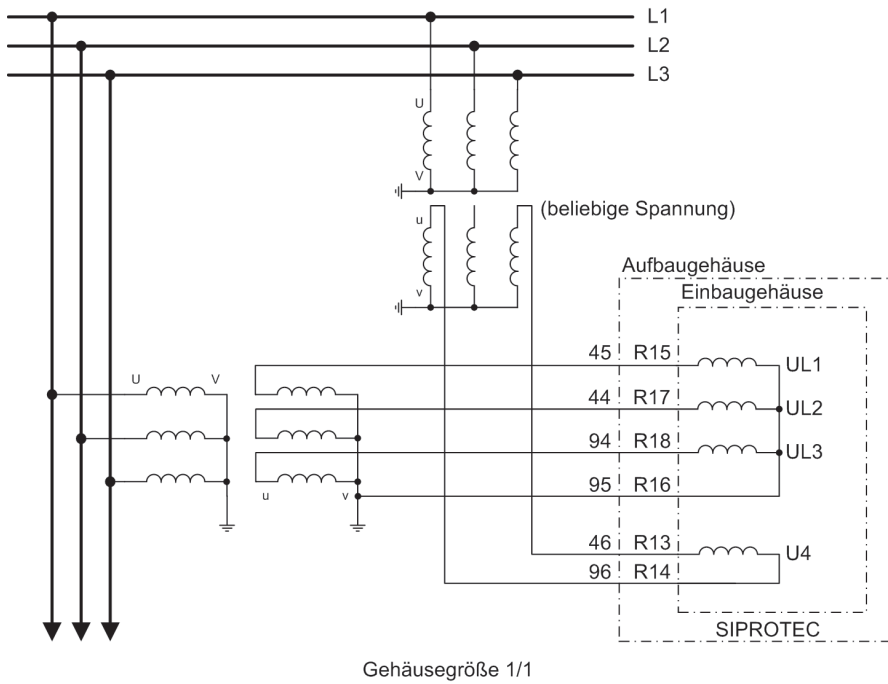 L1
L2
L3
U
V
u
(beliebige Spannung)
v
Aufbaugehäuse
Einbaugehäuse
45 R15 UL1
U V
44 R17 UL2
94 R18 UL3
u v
95 R16
46 R13 U4
96 R14
SIPROTEC
Gehäusegröße 1/1